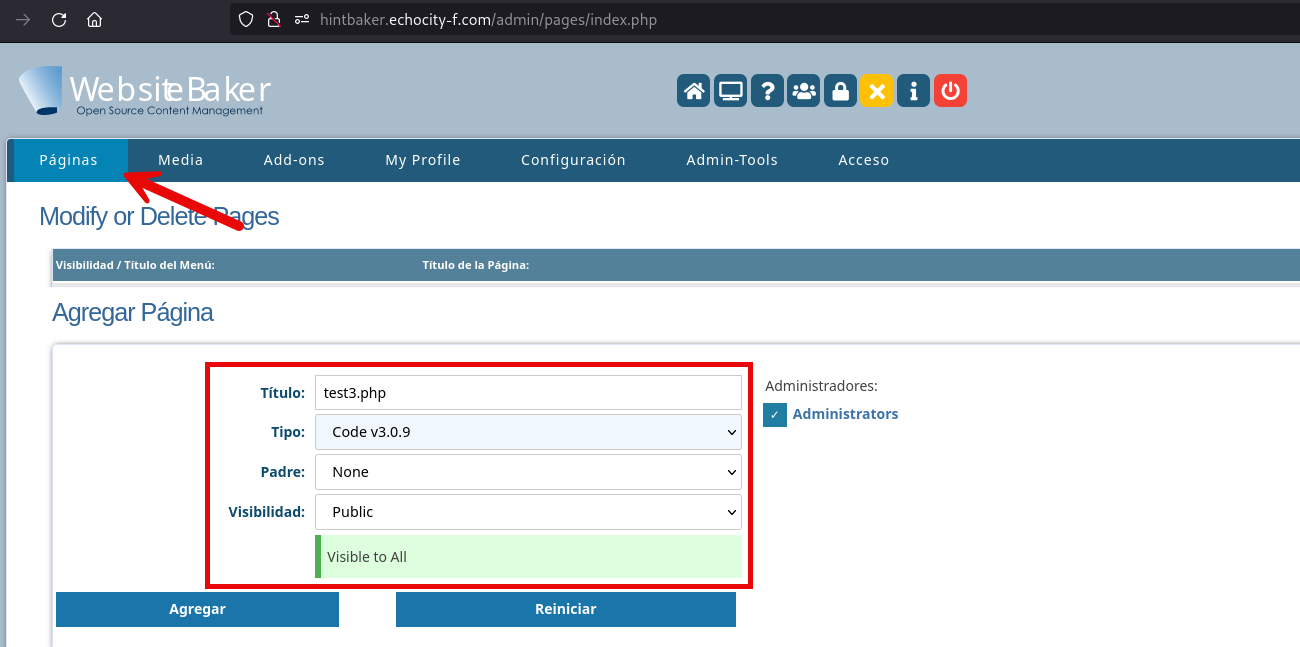 hintbaker.echocity-f.com/admin/pages/index.php
WebsiteBaker
Open Source Content Management
Páginas Media Add-ons My Profile Configuración Admin-Tools Acceso
Modify or Delete Pages
Visibilidad / Título del Menú: Título de la Página:
Agregar Página
Título: test3.php
Administradores:
Tipo: Code v3.0.9
Administrators
Padre: None
Visibilidad: Public
Visible to All
Agregar Reiniciar